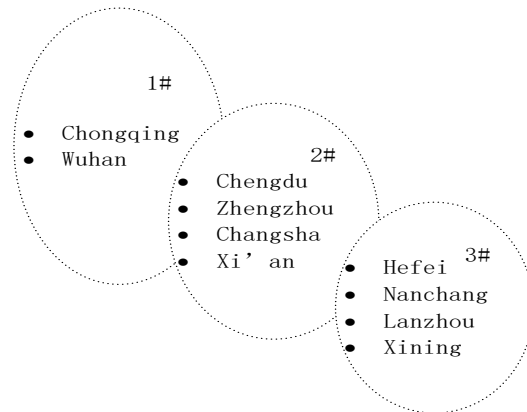 1#
• Chongqing
• Wuhan
2#
• Chengdu
• Zhengzhou
• Changsha
• Xi’an
3#
• Hefei
• Nanchang
• Lanzhou
• Xining